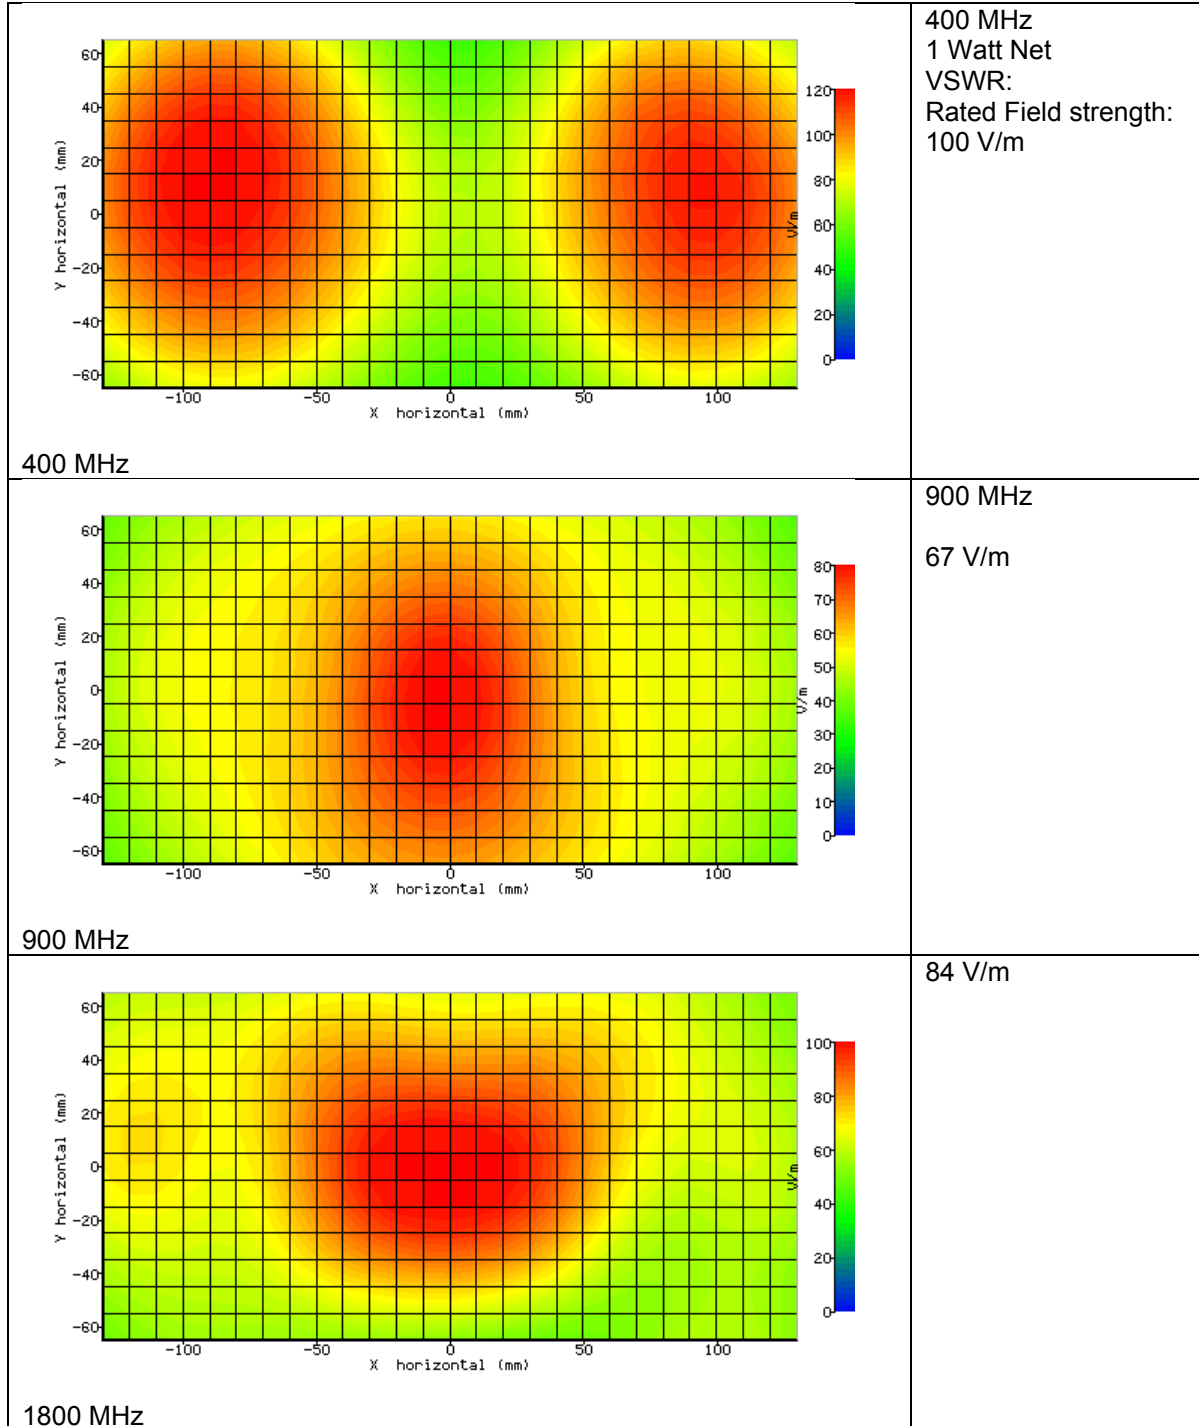 60
40
20
0
-20
-40
-60
Y horizontal (mm)
-100 -50 0 50 100
X horizontal (mm)
120
100
80
60
40
20
0
V/m
400 MHz
400 MHz
1 Watt Net
VSWR:
Rated Field strength:
100 V/m
60
40
20
0
-20
-40
-60
Y horizontal (mm)
-100 -50 0 50 100
X horizontal (mm)
80
70
60
50
40
30
20
10
0
V/m
900 MHz
900 MHz
67 V/m
60
40
20
0
-20
-40
-60
Y horizontal (mm)
-100 -50 0 50 100
X horizontal (mm)
100
80
60
40
20
0
V/m
1800 MHz
84 V/m